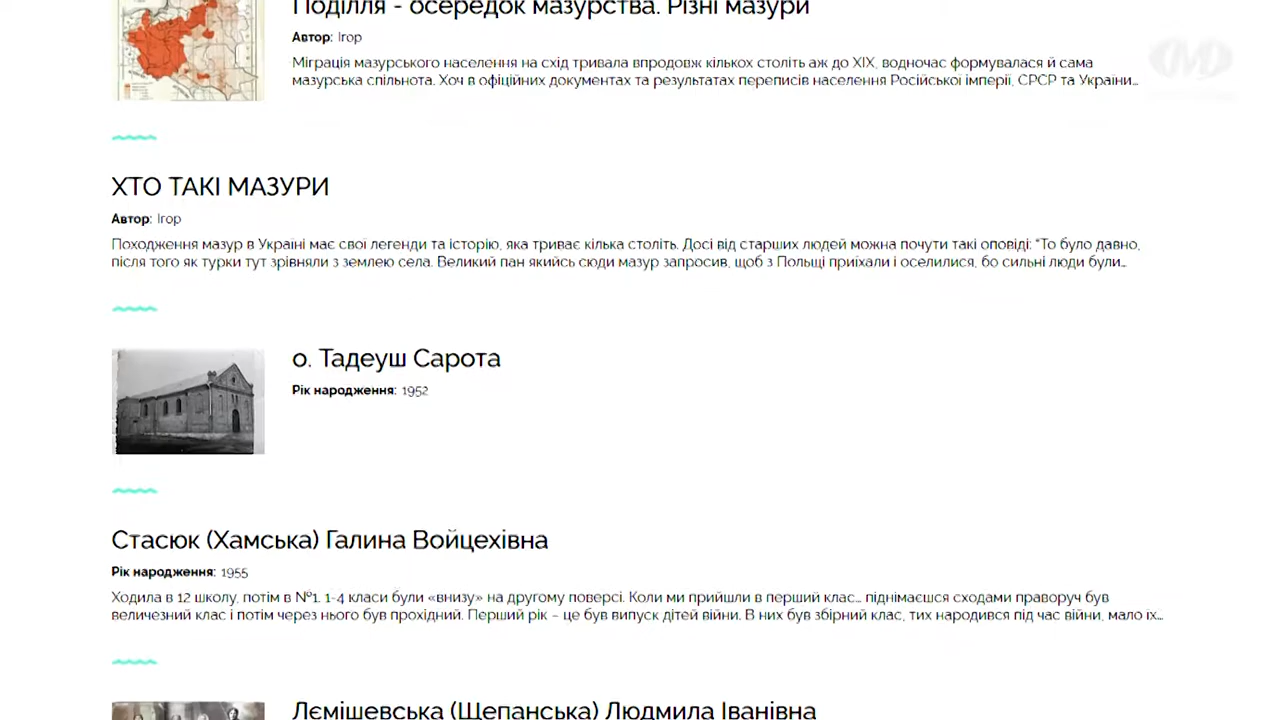 Поділля - осередок мазурства. Різні мазури
Автор: Ігор
Міграція мазурського населення на схід тривала впродовж кількох століть аж до ХІХ, водночас формувалася й сама
мазурська спільнота. Хоч в офіційних документах та результатах переписів населення Російської імперії, СРСР та України...
ХТО ТАКІ МАЗУРИ
Автор: Ігор
Походження мазур в Україні має свої легенди та історію, яка триває кілька століть. Досі від старших людей можна почути такі оповіді: "То було давно,
після того як турки тут зрівняли з землею села. Великий пан якийсь сюди мазур запросив, щоб з Польщі приїхали і оселилися, бо сильні люди були...
о. Тадеуш Сарота
Рік народження: 1952
Стасюк (Хамська) Галина Войцехівна
Рік народження: 1955
Ходила в 12 школу, потім в №1. 1-4 класи були «внизу» на другому поверсі. Коли ми прийшли в перший клас... піднімаєшся сходами праворуч був
величезний клас і потім через нього був прохідний. Перший рік – це був випуск дітей війни. В них був збірний клас, тих народився під час війни, мало їх...
Лємішевська (Щепанська) Людмила Іванівна